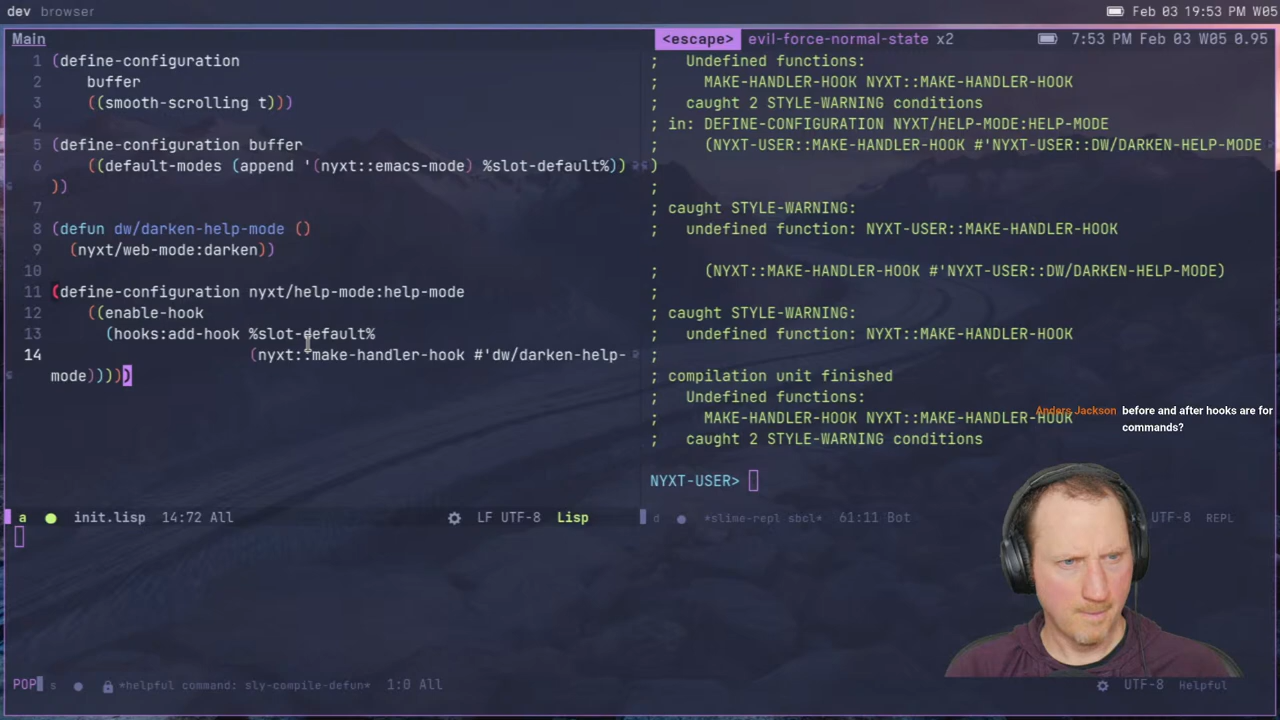 dev browser
Feb 03 19:53 PM W05
Main
<escape> evil-force-normal-state x2
7:53 PM Feb 03 W05 0.95
1 (define-configuration
2 buffer
3 ((smooth-scrolling t)))
4
5 (define-configuration buffer
6 ((default-modes (append '(nyxt::emacs-mode) %slot-default%))
))
7
8 (defun dw/darken-help-mode ()
9 (nyxt/web-mode:darken))
10
11 (define-configuration nyxt/help-mode:help-mode
12 ((enable-hook
13 (hooks:add-hook %slot-default%
14 (nyxt::make-handler-hook #'dw/darken-help-
mode)))))
; Undefined functions:
; MAKE-HANDLER-HOOK NYXT::MAKE-HANDLER-HOOK
; caught 2 STYLE-WARNING conditions
; in: DEFINE-CONFIGURATION NYXT/HELP-MODE:HELP-MODE
; (NYXT-USER::MAKE-HANDLER-HOOK #'NYXT-USER::DW/DARKEN-HELP-MODE
)
;
; caught STYLE-WARNING:
; undefined function: NYXT-USER::MAKE-HANDLER-HOOK
; (NYXT::MAKE-HANDLER-HOOK #'NYXT-USER::DW/DARKEN-HELP-MODE)
;
; caught STYLE-WARNING:
; undefined function: NYXT::MAKE-HANDLER-HOOK
;
; compilation unit finished
; Undefined functions:
; MAKE-HANDLER-HOOK NYXT::MAKE-HANDLER-HOOK
; caught 2 STYLE-WARNING conditions
NYXT-USER>
Anders Jackson before and after hooks are for
commands?
a init.lisp 14:72 All LF UTF-8 Lisp
d *slime-repl sbcl* 61:11 Bot UTF-8 REPL
POP s *helpful command: sly-compile-defun* 1:0 All UTF-8 Helpful